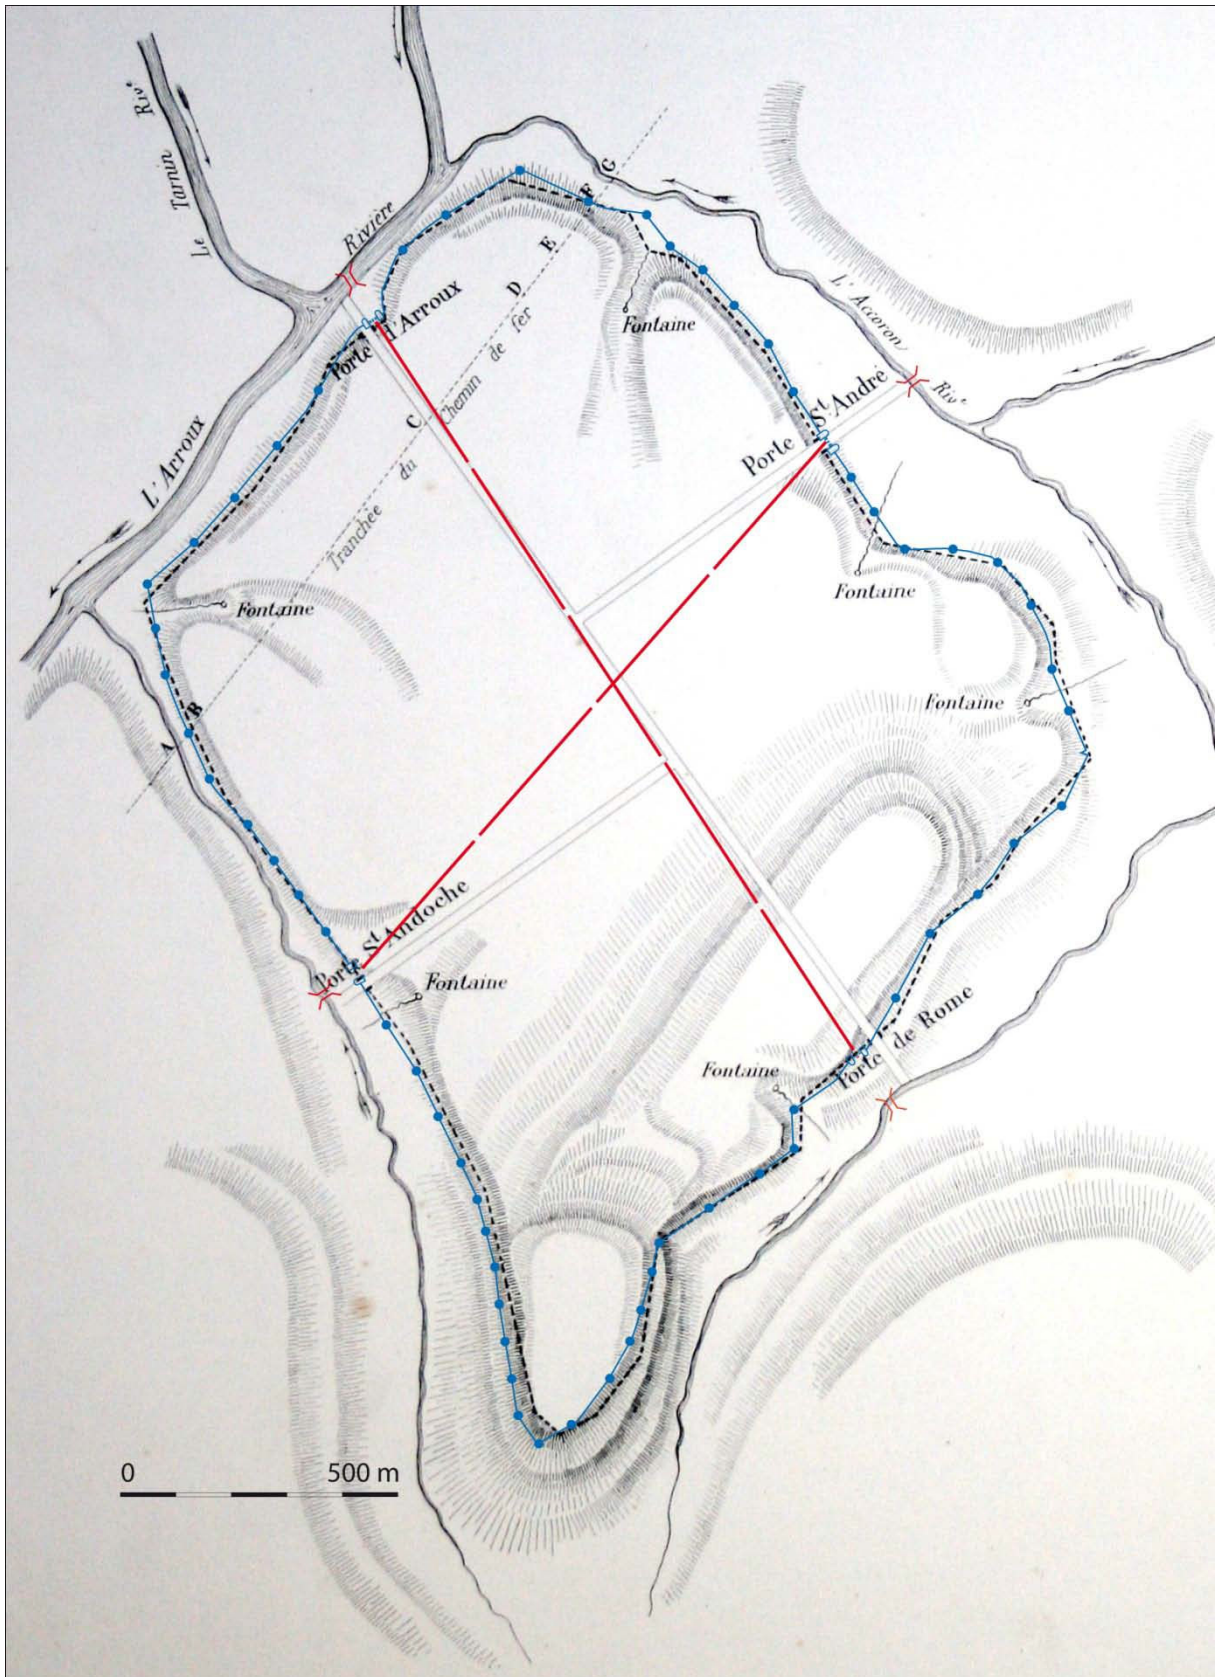 Le Tarnin Riv.e
Rivière
L'Arroux
G
F
E
D
C
B
A
Porte l'Arroux
Fontaine
Tranchée du Chemin de fer
L'Accoron Riv.e
Porte St André
Fontaine
Fontaine
Fontaine
Porte St Andoche
Fontaine
Porte de Rome
Fontaine
0 500 m